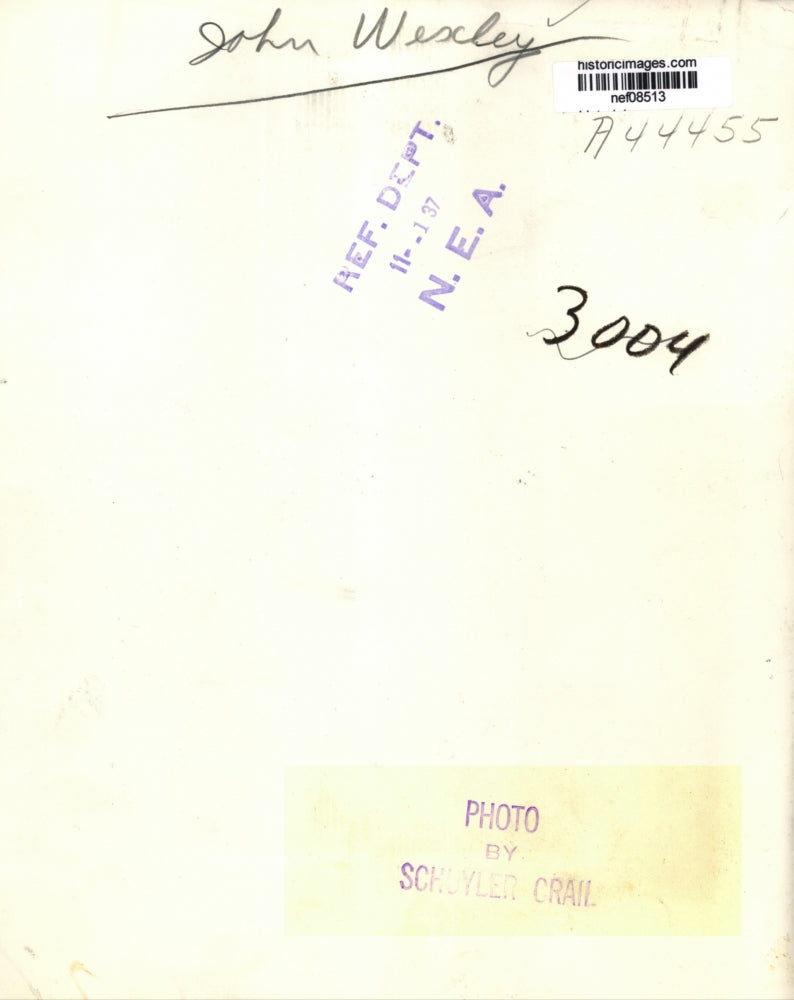 John Wexley
historicimages.com
nef08513
A44455
REF. DEPT.
11--1 37
N. E. A.
3004
PHOTO
BY
SCHUYLER CRAIL